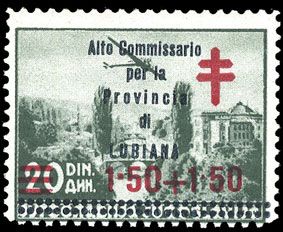 Alto Commissario
per la
Provincia
di
LUBIANA
20 DIN.
ДИН.
1·50+1·50